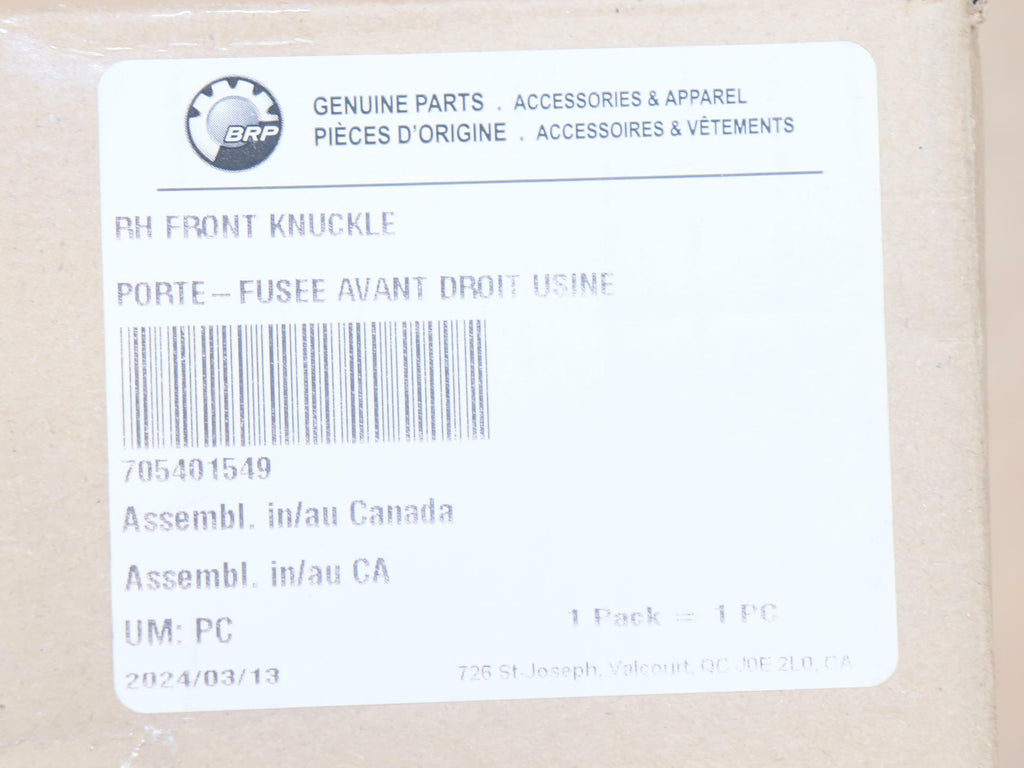 BRP
GENUINE PARTS . ACCESSORIES & APPAREL
PIÈCES D'ORIGINE . ACCESSOIRES & VÊTEMENTS
RH FRONT KNUCKLE
PORTE-FUSEE AVANT DROIT USINE
705401549
Assembl. in/au Canada
Assembl. in/au CA
UM: PC
1 Pack = 1 PC
2024/03/13
726 St-Joseph, Valcourt, QC J0E 2L0, CA